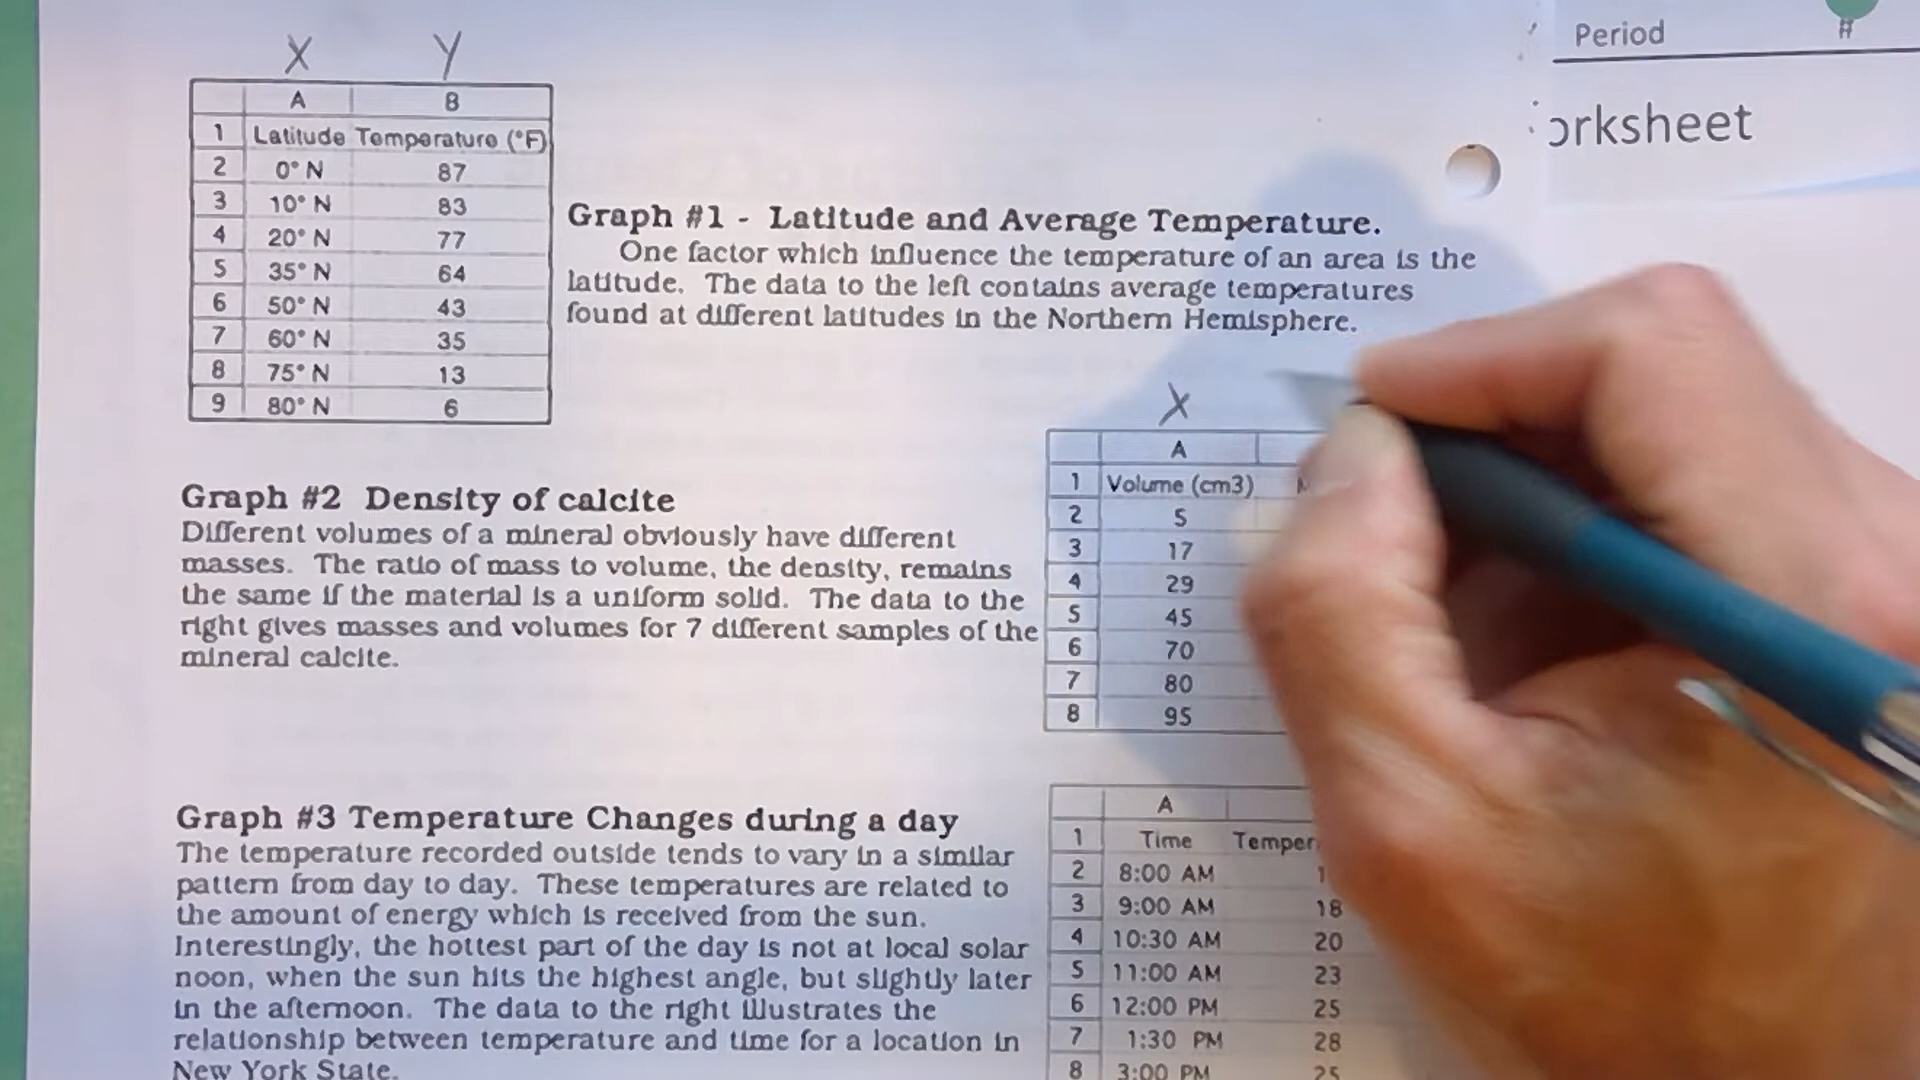 Period #
orksheet
X Y
A B
1 Latitude Temperature (°F)
2 0° N 87
3 10° N 83
4 20° N 77
5 35° N 64
6 50° N 43
7 60° N 35
8 75° N 13
9 80° N 6
Graph #1 - Latitude and Average Temperature.
One factor which influence the temperature of an area is the
latitude. The data to the left contains average temperatures
found at different latitudes in the Northern Hemisphere.
Graph #2 Density of calcite
Different volumes of a mineral obviously have different
masses. The ratio of mass to volume, the density, remains
the same if the material is a uniform solid. The data to the
right gives masses and volumes for 7 different samples of the
mineral calcite.
X
A
1 Volume (cm3)
2 5
3 17
4 29
5 45
6 70
7 80
8 95
Graph #3 Temperature Changes during a day
The temperature recorded outside tends to vary in a similar
pattern from day to day. These temperatures are related to
the amount of energy which is received from the sun.
Interestingly, the hottest part of the day is not at local solar
noon, when the sun hits the highest angle, but slightly later
in the afternoon. The data to the right illustrates the
relationship between temperature and time for a location in
New York State.
A
1 Time Temper
2 8:00 AM 1
3 9:00 AM 18
4 10:30 AM 20
5 11:00 AM 23
6 12:00 PM 25
7 1:30 PM 28
8 3:00 PM 25